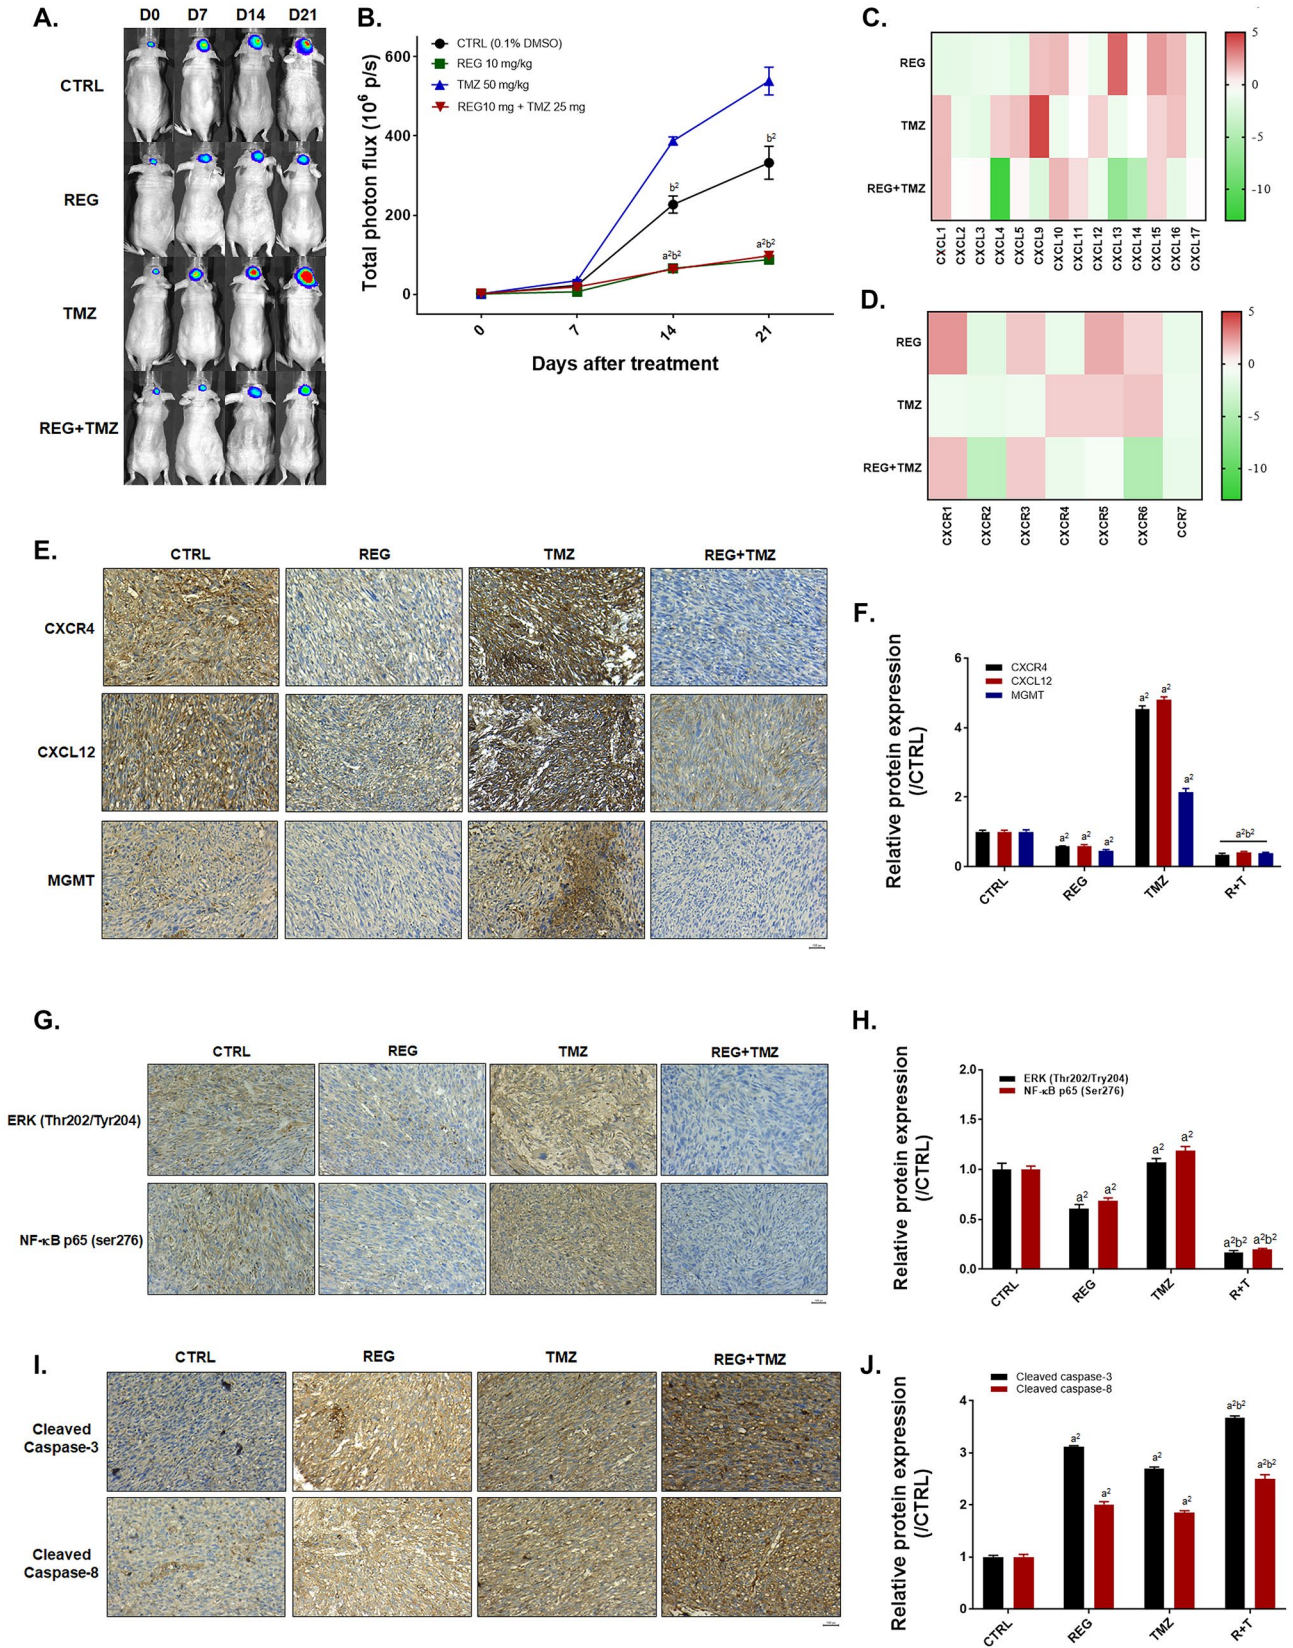 A.
D0 D7 D14 D21
CTRL
REG
TMZ
REG+TMZ
B.
CTRL (0.1% DMSO)
REG 10 mg/kg
TMZ 50 mg/kg
REG10 mg + TMZ 25 mg
Total photon flux (10⁶ p/s)
600
400
200
0
b²
b²
a²b²
a²b²
0 7 14 21
Days after treatment
C.
REG
TMZ
REG+TMZ
CXCL1 CXCL2 CXCL3 CXCL4 CXCL5 CXCL9 CXCL10 CXCL11 CXCL12 CXCL13 CXCL14 CXCL15 CXCL16 CXCL17
5
0
-5
-10
D.
REG
TMZ
REG+TMZ
CXCR1 CXCR2 CXCR3 CXCR4 CXCR5 CXCR6 CCR7
5
0
-5
-10
E.
CTRL REG TMZ REG+TMZ
CXCR4
CXCL12
MGMT
F.
Relative protein expression
(/CTRL)
6
4
2
0
CXCR4
CXCL12
MGMT
a² a² a²
a² a²
a²
a²b²
CTRL REG TMZ R+T
G.
CTRL REG TMZ REG+TMZ
ERK (Thr202/Tyr204)
NF-κB p65 (ser276)
H.
Relative protein expression
(/CTRL)
2.0
1.5
1.0
0.5
0.0
ERK (Thr202/Try204)
NF-κB p65 (Ser276)
a² a²
a² a²
a²b² a²b²
CTRL REG TMZ R+T
I.
CTRL REG TMZ REG+TMZ
Cleaved
Caspase-3
Cleaved
Caspase-8
J.
Relative protein expression
(/CTRL)
4
3
2
1
0
Cleaved caspase-3
Cleaved caspase-8
a²
a²
a²
a²
a²b²
a²b²
CTRL REG TMZ R+T